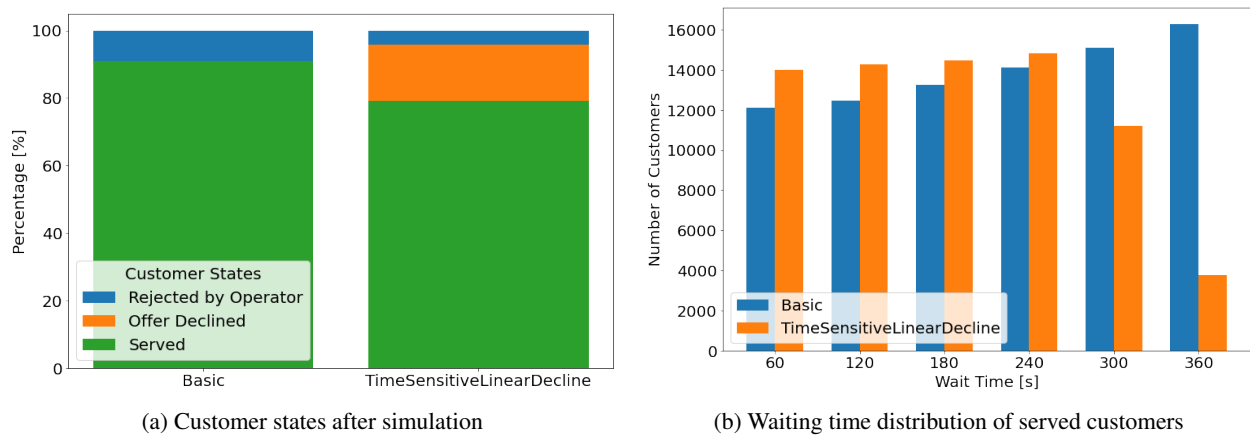 100
80
60
40
20
0
Percentage [%]
Customer States
Rejected by Operator
Offer Declined
Served
Basic
TimeSensitiveLinearDecline
(a) Customer states after simulation
16000
14000
12000
10000
8000
6000
4000
2000
0
Number of Customers
Basic
TimeSensitiveLinearDecline
60 120 180 240 300 360
Wait Time [s]
(b) Waiting time distribution of served customers